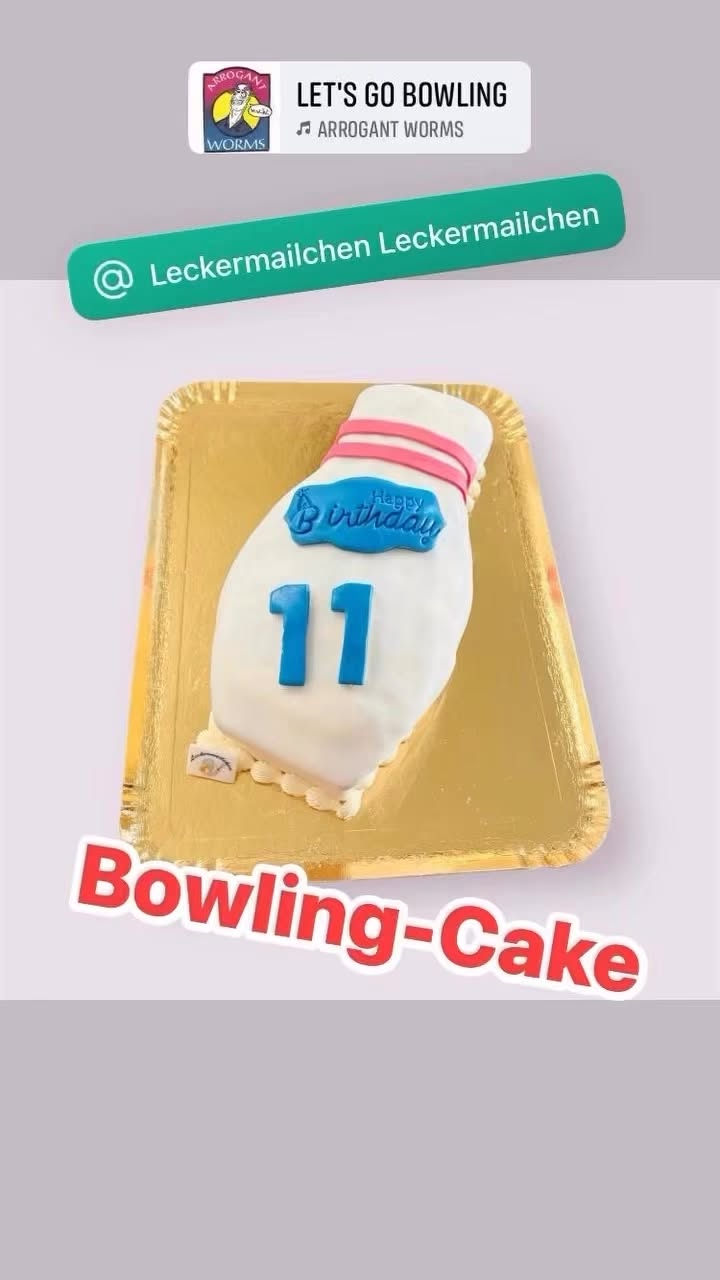 ARROGANT
WORMS
LET'S GO BOWLING
ARROGANT WORMS
@ Leckermailchen Leckermailchen
Happy
Birthday
11
Bowling-Cake